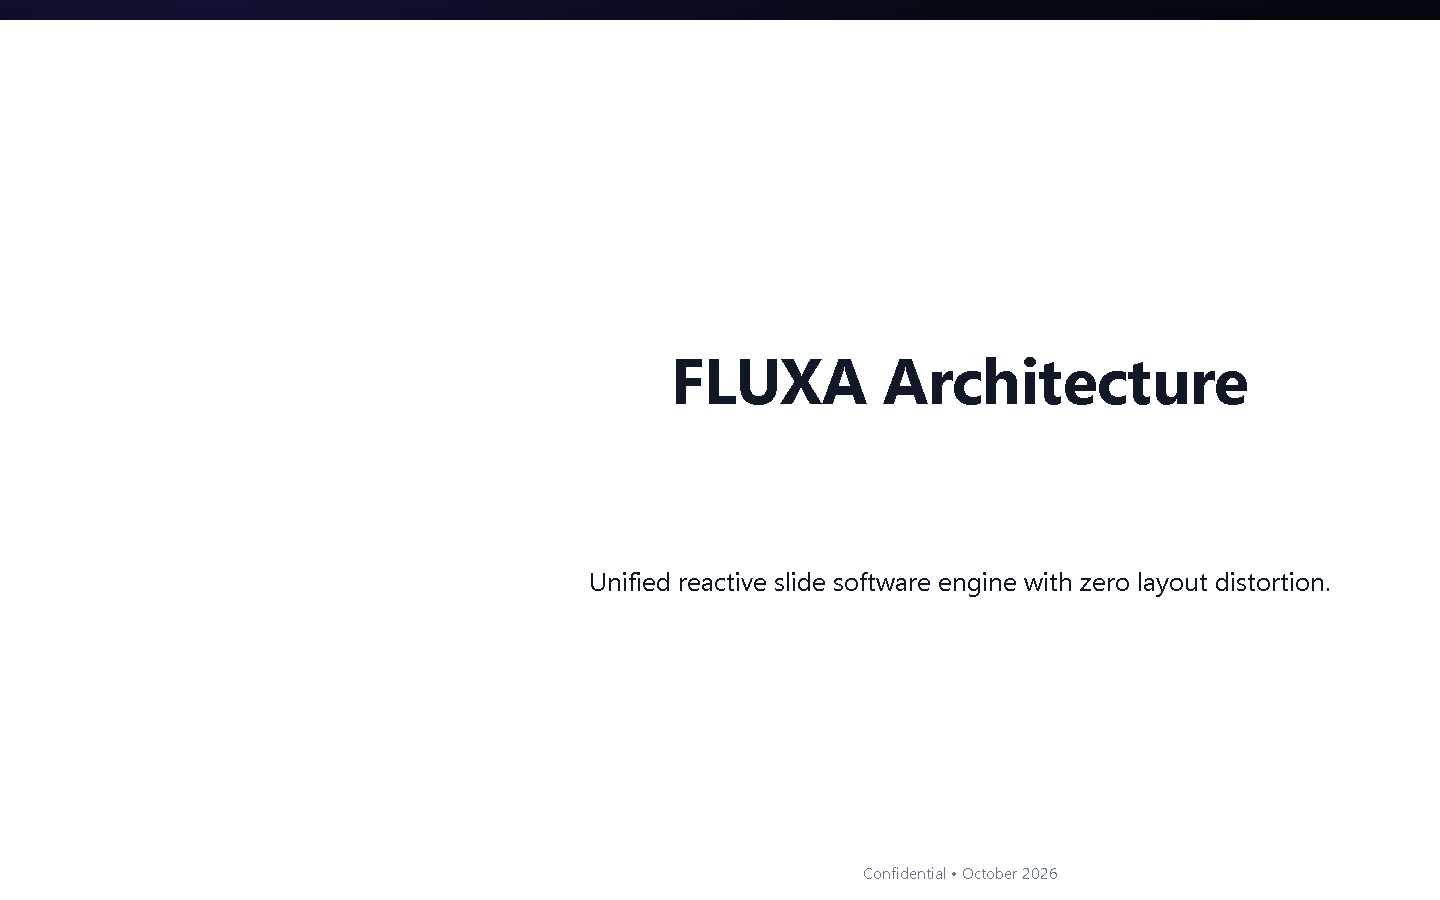 FLUXA Architecture
Unified reactive slide software engine with zero layout distortion.
Confidential • October 2026